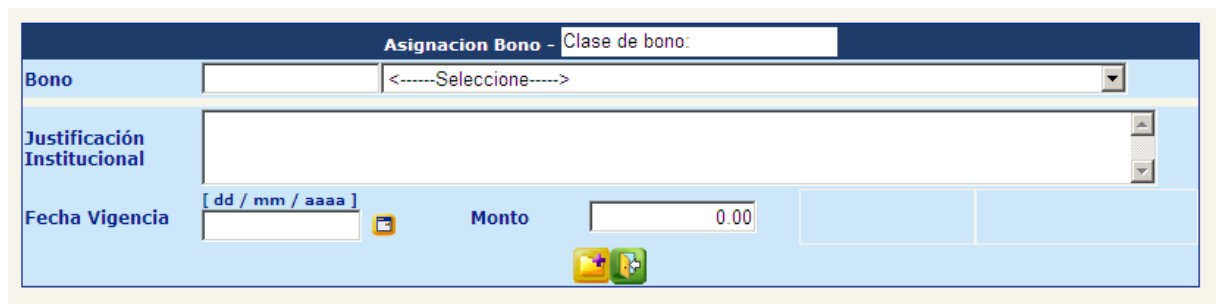 Asignacion Bono - Clase de bono:
Bono <------Seleccione----->
Justificación
Institucional
[ dd / mm / aaaa ]
Fecha Vigencia Monto 0.00